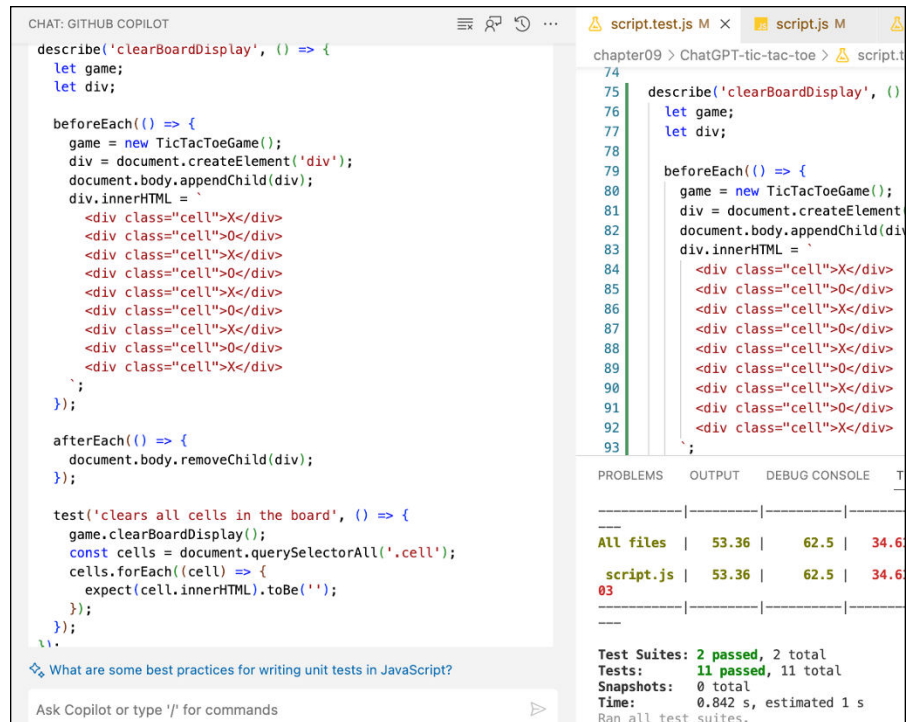 CHAT: GITHUB COPILOT
describe('clearBoardDisplay', () => {
let game;
let div;
beforeEach(() => {
game = new TicTacToeGame();
div = document.createElement('div');
document.body.appendChild(div);
div.innerHTML = `
<div class="cell">X</div>
<div class="cell">O</div>
<div class="cell">X</div>
<div class="cell">O</div>
<div class="cell">X</div>
<div class="cell">O</div>
<div class="cell">X</div>
<div class="cell">O</div>
<div class="cell">X</div>
`;
});
afterEach(() => {
document.body.removeChild(div);
});
test('clears all cells in the board', () => {
game.clearBoardDisplay();
const cells = document.querySelectorAll('.cell');
cells.forEach((cell) => {
expect(cell.innerHTML).toBe('');
});
});
});
What are some best practices for writing unit tests in JavaScript?
Ask Copilot or type '/' for commands
script.test.js M × script.js M
chapter09 > ChatGPT-tic-tac-toe > script.t
74
75 describe('clearBoardDisplay', ()
76 let game;
77 let div;
78
79 beforeEach(() => {
80 game = new TicTacToeGame();
81 div = document.createElement
82 document.body.appendChild(div
83 div.innerHTML = `
84 <div class="cell">X</div>
85 <div class="cell">O</div>
86 <div class="cell">X</div>
87 <div class="cell">O</div>
88 <div class="cell">X</div>
89 <div class="cell">O</div>
90 <div class="cell">X</div>
91 <div class="cell">O</div>
92 <div class="cell">X</div>
93 `;
PROBLEMS OUTPUT DEBUG CONSOLE T
-----------|---------|----------|--------
---
All files | 53.36 | 62.5 | 34.61
script.js | 53.36 | 62.5 | 34.61
03
-----------|---------|----------|--------
---
Test Suites: 2 passed, 2 total
Tests: 11 passed, 11 total
Snapshots: 0 total
Time: 0.842 s, estimated 1 s
Ran all test suites.